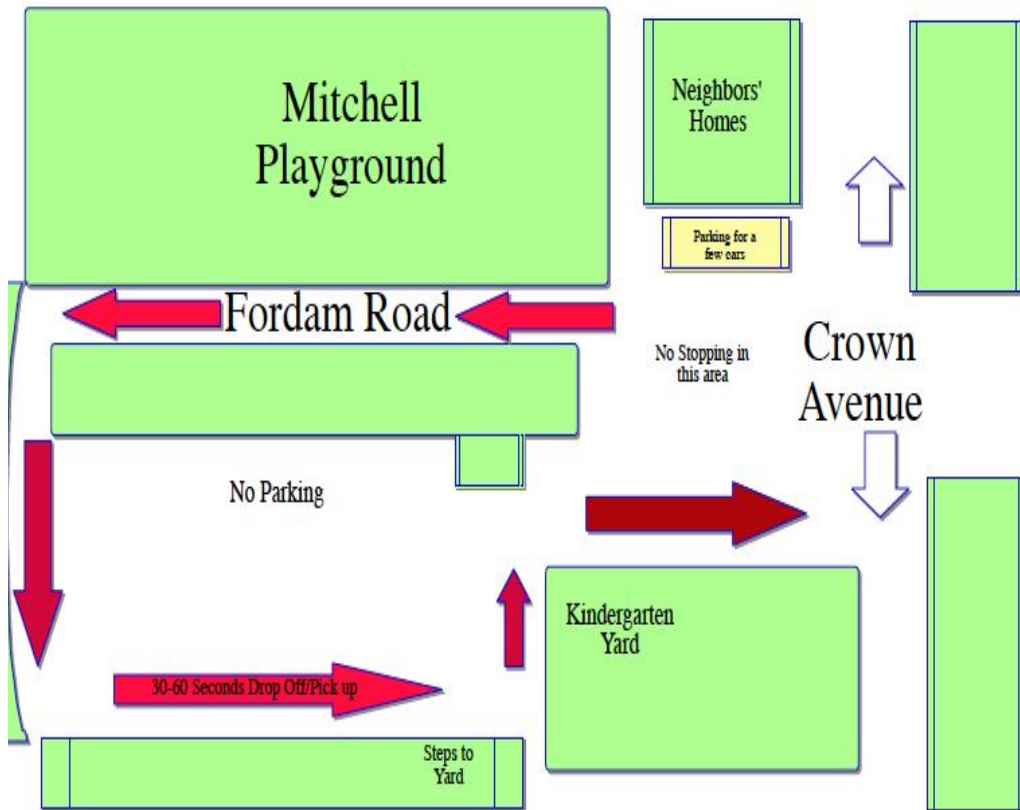 Mitchell
Playground
Neighbors'
Homes
Parking for a
few cars
Fordam Road
No Stopping in
this area
Crown
Avenue
No Parking
Kindergarten
Yard
30-60 Seconds Drop Off/Pick up
Steps to
Yard